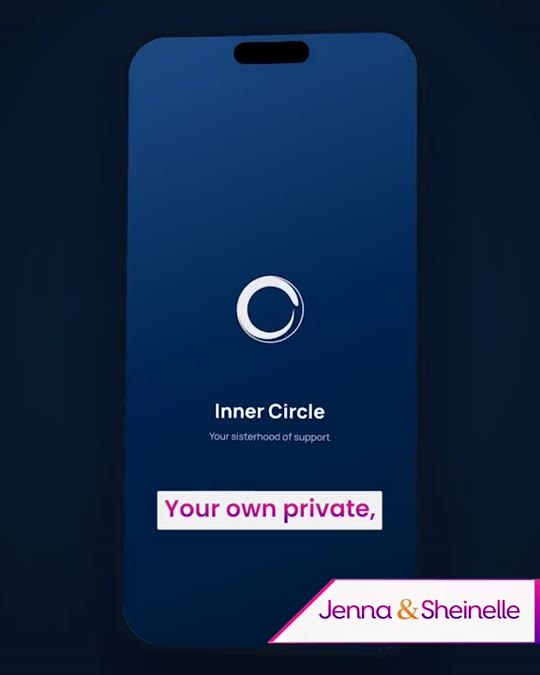 Inner Circle
Your sisterhood of support
Your own private,
Jenna & Sheinelle